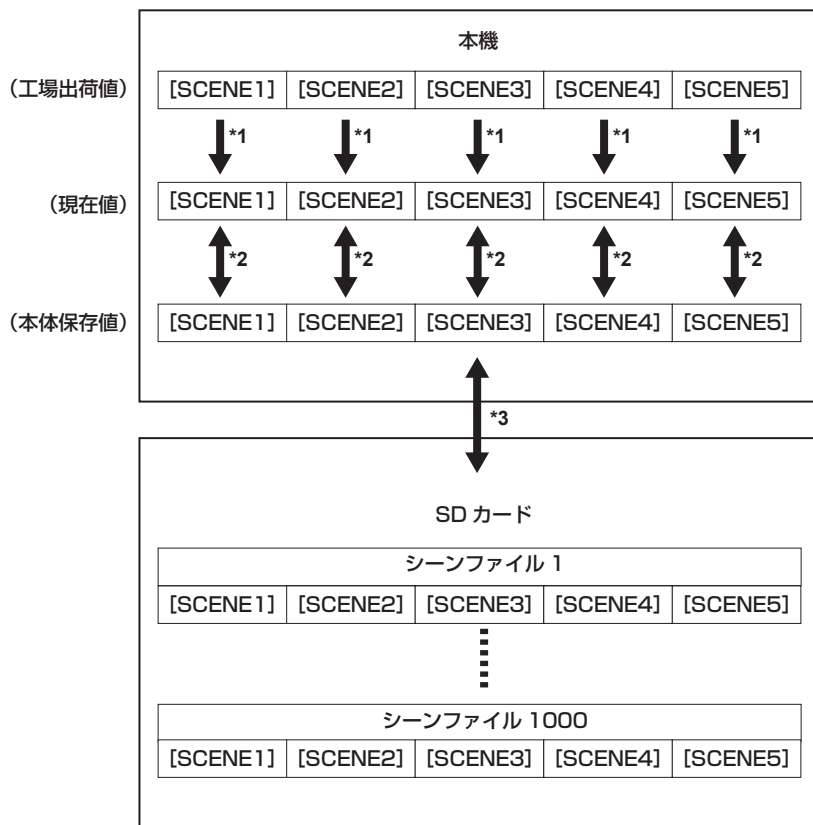 本機
(工場出荷値) [SCENE1] [SCENE2] [SCENE3] [SCENE4] [SCENE5]
*1 *1 *1 *1 *1
(現在値) [SCENE1] [SCENE2] [SCENE3] [SCENE4] [SCENE5]
*2 *2 *2 *2 *2
(本体保存値) [SCENE1] [SCENE2] [SCENE3] [SCENE4] [SCENE5]
*3
SD カード
シーンファイル 1
[SCENE1] [SCENE2] [SCENE3] [SCENE4] [SCENE5]
シーンファイル 1000
[SCENE1] [SCENE2] [SCENE3] [SCENE4] [SCENE5]